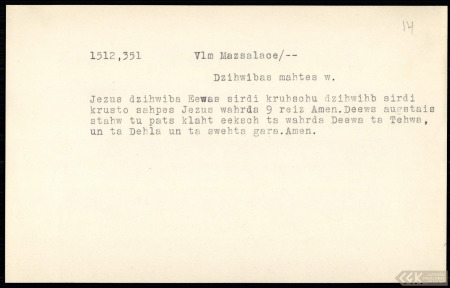 14
1512,351 Vlm Mazsalace/--
Dzihwibas mahtes w.
Jezus dzihwiba Eewas sirdi kruhschu dzihwihb sirdi
krusto sahpes Jezus wahrda 9 reiz Amen.Deews augstais
stahw tu pats klaht eeksch ta wahrda Deewa ta Tehwa,
un ta Dehla un ta swehta gara.Amen.